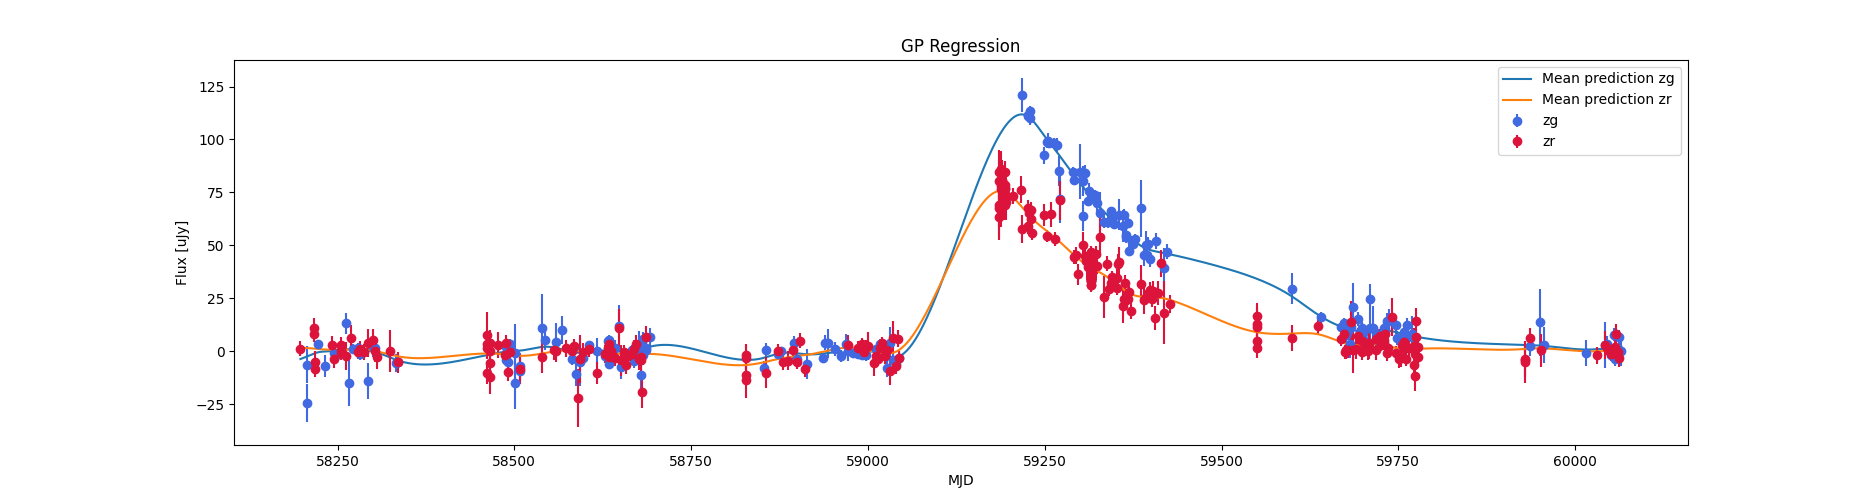 GP Regression
Flux [uJy]
125
100
75
50
25
0
−25
Mean prediction zg
Mean prediction zr
zg
zr
58250
58500
58750
59000
59250
59500
59750
60000
MJD